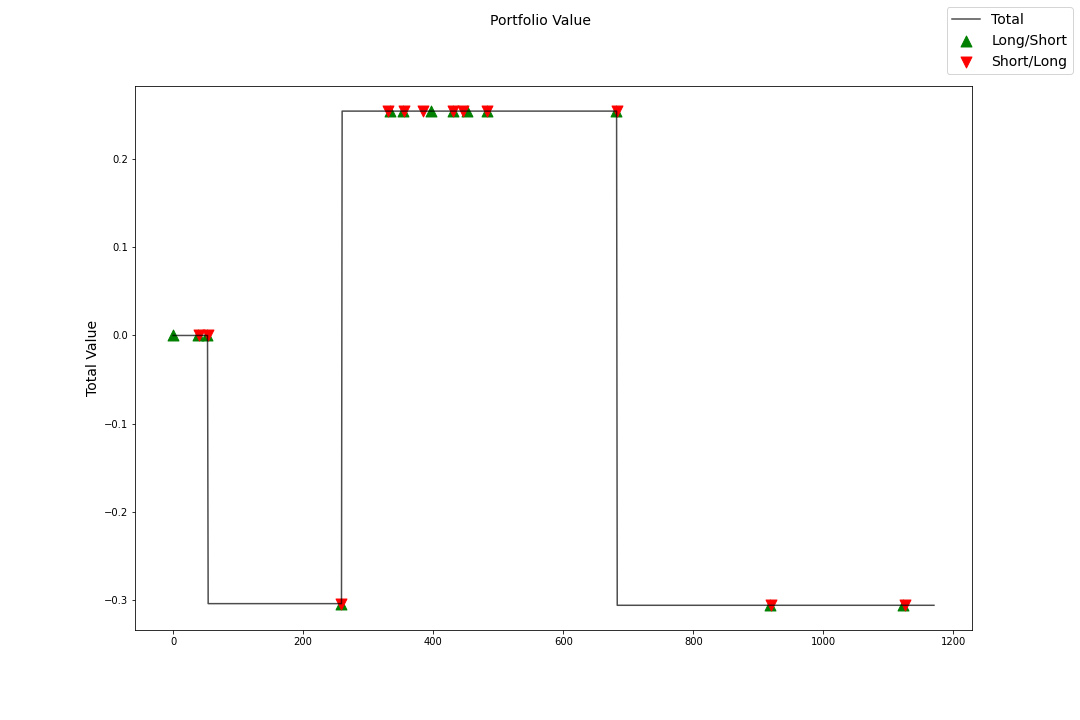 Portfolio Value
Total
Long/Short
Short/Long
Total Value
0.2
0.1
0.0
−0.1
−0.2
−0.3
0 200 400 600 800 1000 1200